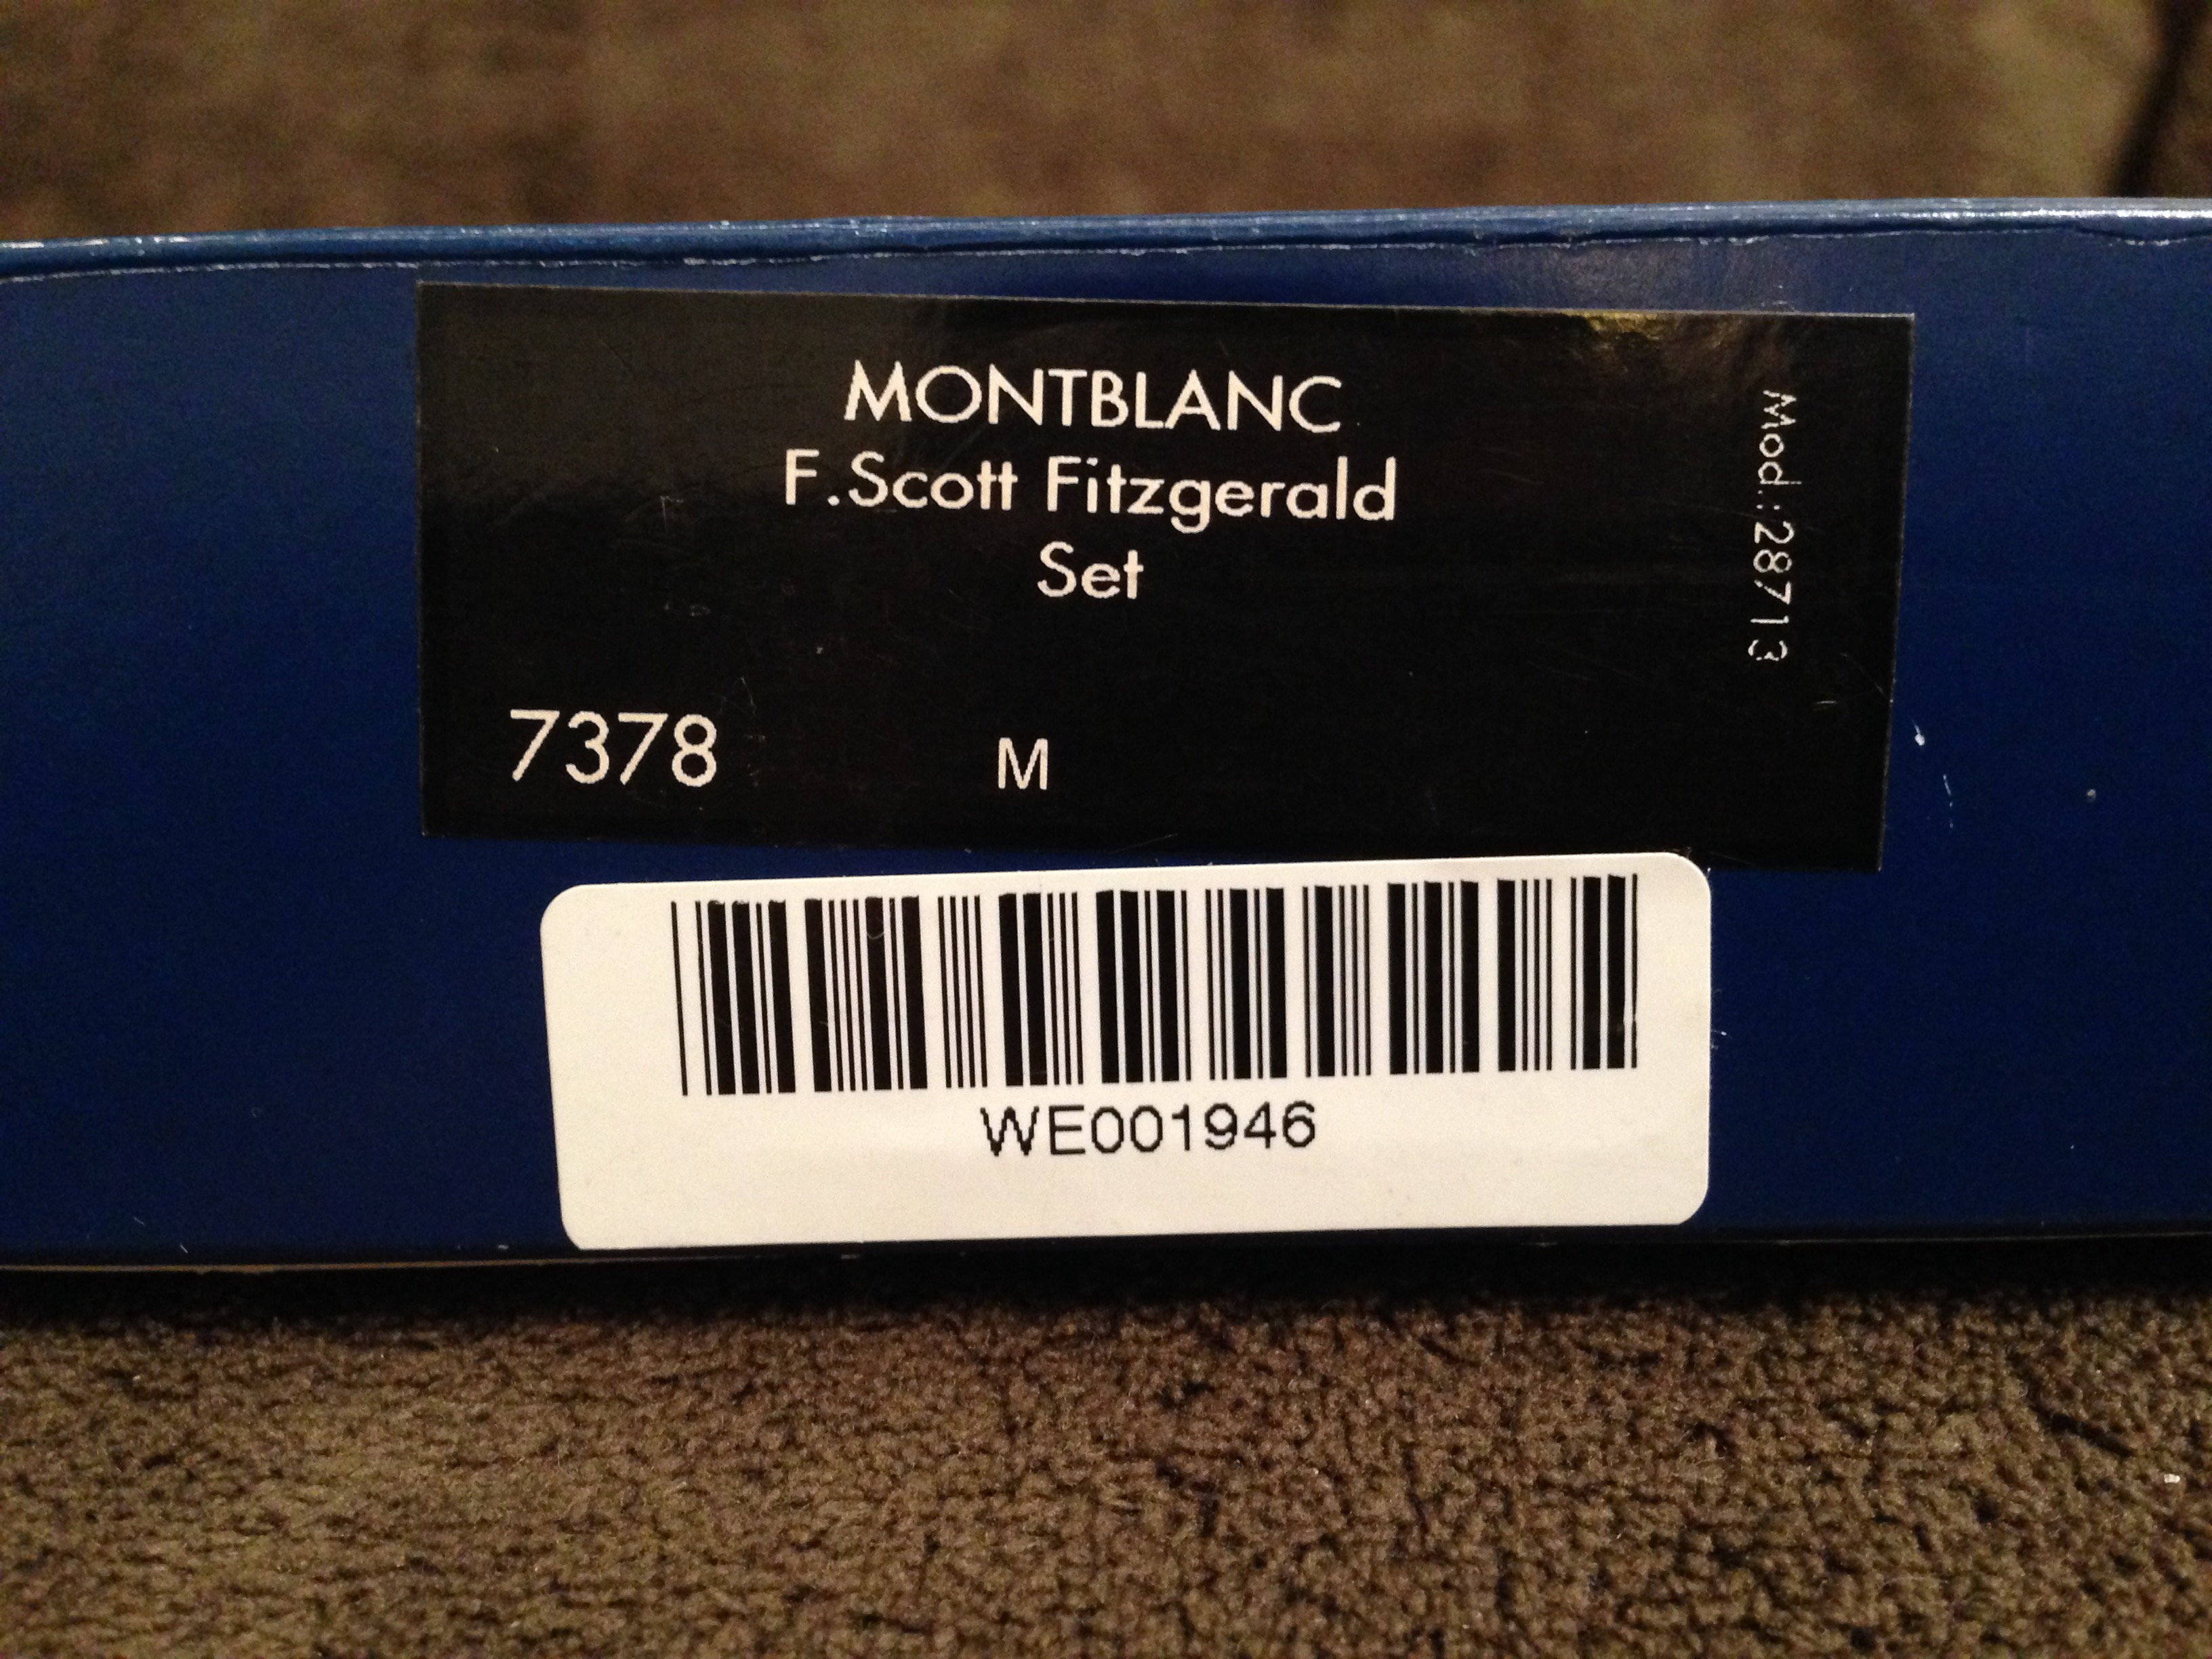 MONTBLANC
F.Scott Fitzgerald
Set
Mod.:28713
7378 M
WE001946